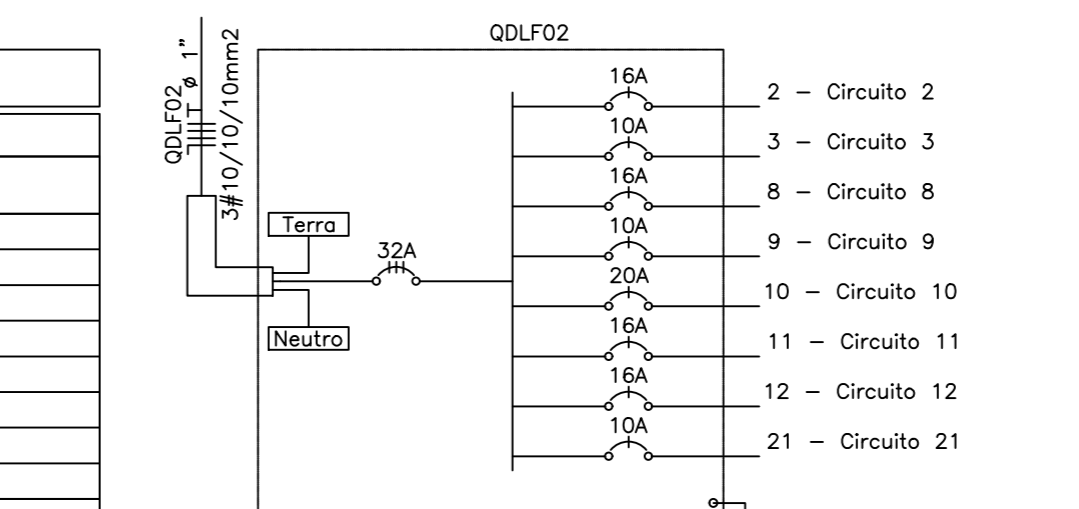 QDLF02
QDLF02 T ø 1"
3#10/10/10mm2
Terra
32A
Neutro
16A
2 – Circuito 2
10A
3 – Circuito 3
16A
8 – Circuito 8
10A
9 – Circuito 9
20A
10 – Circuito 10
16A
11 – Circuito 11
16A
12 – Circuito 12
10A
21 – Circuito 21